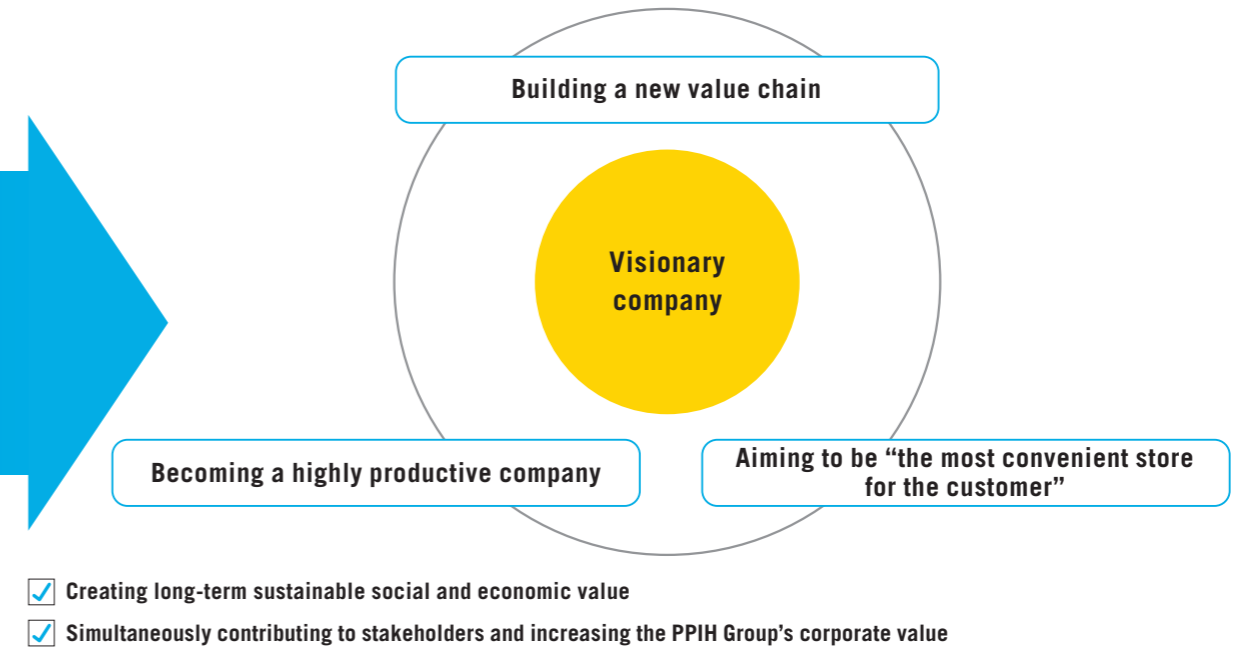 Building a new value chain
Visionary
company
Becoming a highly productive company
Aiming to be “the most convenient store
for the customer”
Creating long-term sustainable social and economic value
Simultaneously contributing to stakeholders and increasing the PPIH Group’s corporate value